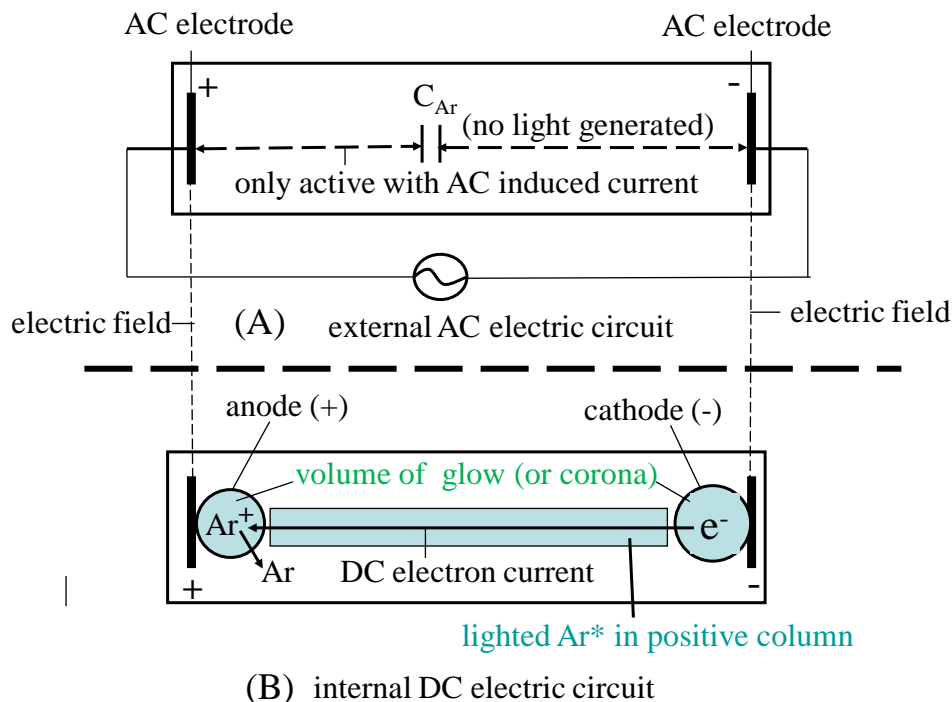 AC electrode
AC electrode
+
-
C_Ar
(no light generated)
only active with AC induced current
electric field
(A)
external AC electric circuit
electric field
anode (+)
cathode (-)
volume of glow (or corona)
Ar⁺
e⁻
Ar
DC electron current
+
-
lighted Ar* in positive column
(B) internal DC electric circuit